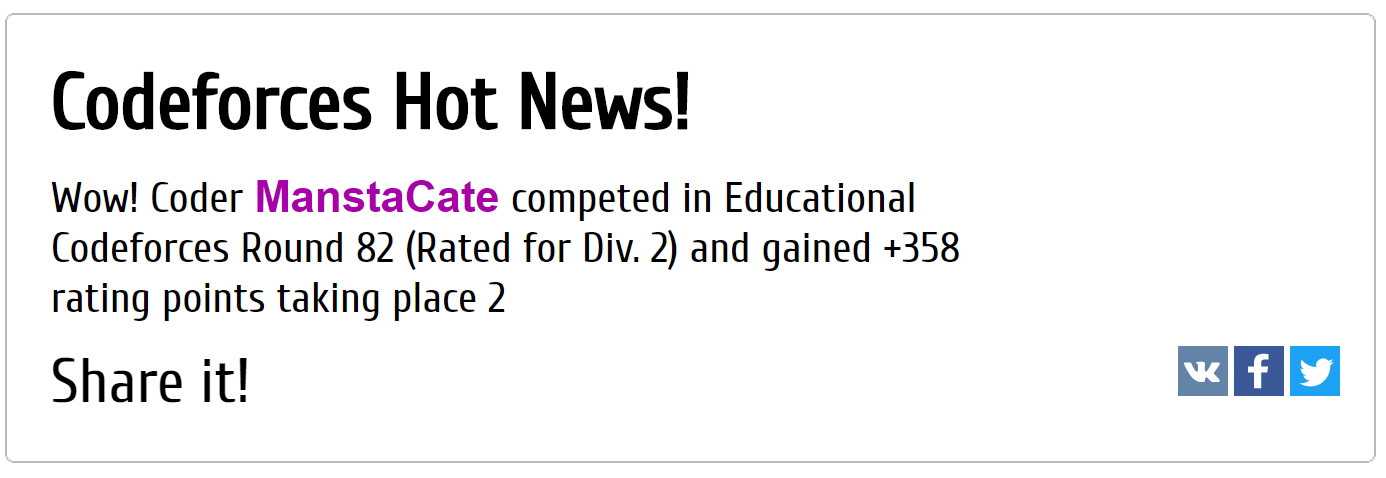 Codeforces Hot News!
Wow! Coder ManstaCate competed in Educational
Codeforces Round 82 (Rated for Div. 2) and gained +358
rating points taking place 2
Share it!